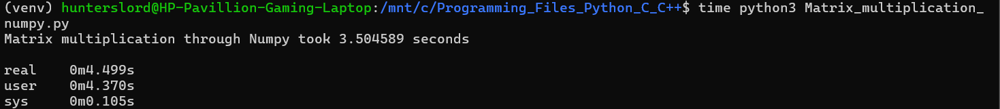 (venv) hunterslord@HP-Pavillion-Gaming-Laptop:/mnt/c/Programming_Files_Python_C_C++$ time python3 Matrix_multiplication_
numpy.py
Matrix multiplication through Numpy took 3.504589 seconds
real    0m4.499s
user    0m4.370s
sys     0m0.105s